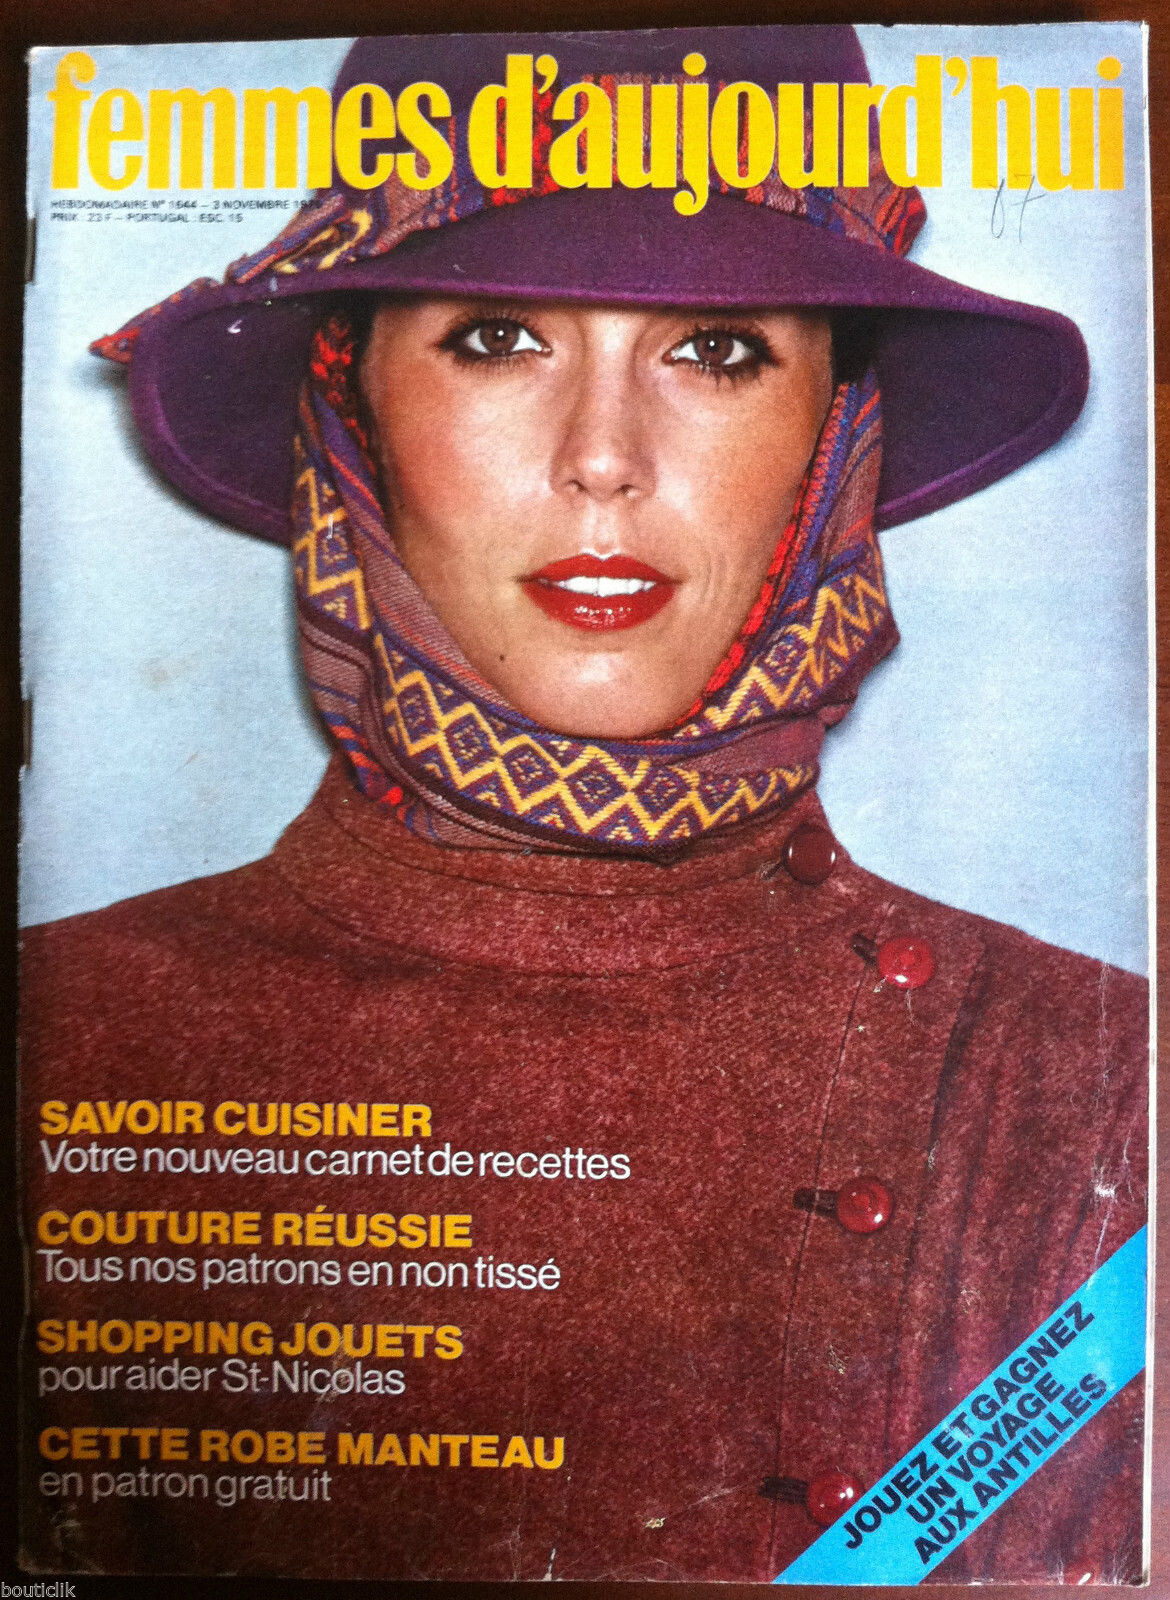 femmes d'aujourd'hui
HEBDOMADAIRE N° 1644 – 3 NOVEMBRE
PRIX : 23 F – PORTUGAL : ESC. 15
SAVOIR CUISINER
Votre nouveau carnet de recettes
COUTURE RÉUSSIE
Tous nos patrons en non tissé
SHOPPING JOUETS
pour aider St-Nicolas
CETTE ROBE MANTEAU
en patron gratuit
JOUEZ ET GAGNEZ
UN VOYAGE
AUX ANTILLES
bouticlik